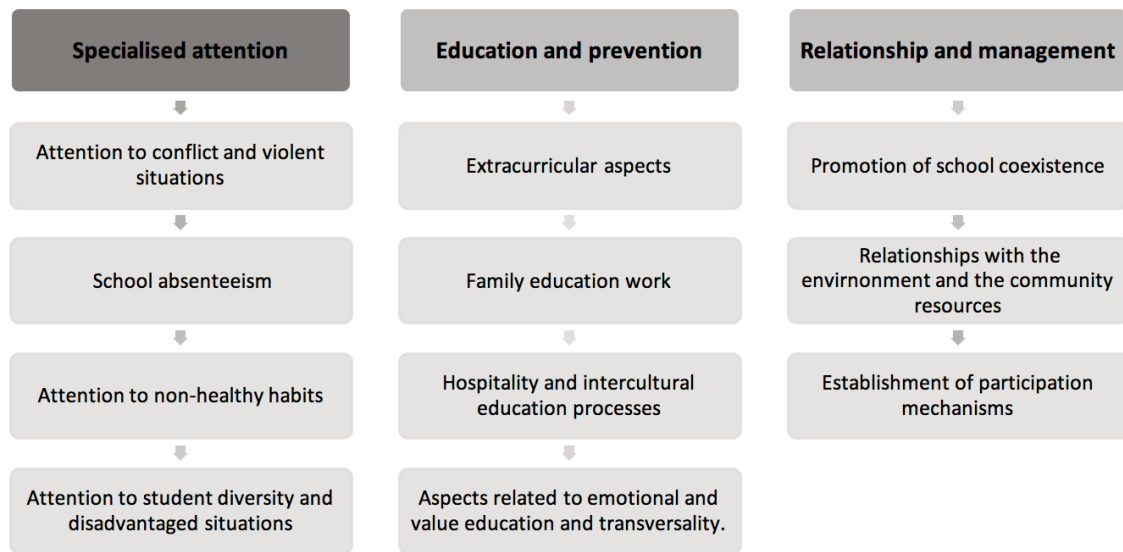 Specialised attention
Attention to conflict and violent
situations
School absenteeism
Attention to non-healthy habits
Attention to student diversity and
disadvantaged situations
Education and prevention
Extracurricular aspects
Family education work
Hospitality and intercultural
education processes
Aspects related to emotional and
value education and transversality.
Relationship and management
Promotion of school coexistence
Relationships with the
envirnonment and the community
resources
Establishment of participation
mechanisms